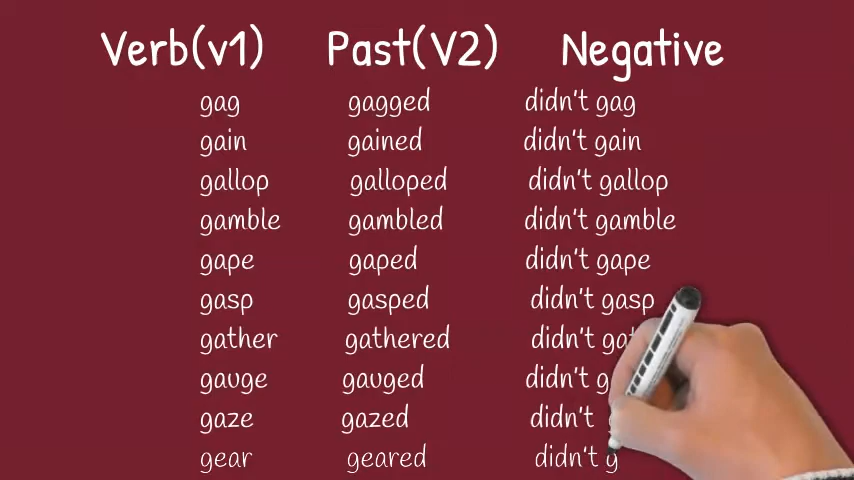 Verb(v1) Past(V2) Negative
gag gagged didn't gag
gain gained didn't gain
gallop galloped didn't gallop
gamble gambled didn't gamble
gape gaped didn't gape
gasp gasped didn't gasp
gather gathered didn't
gauge gauged didn't
gaze gazed didn't
gear geared didn't g